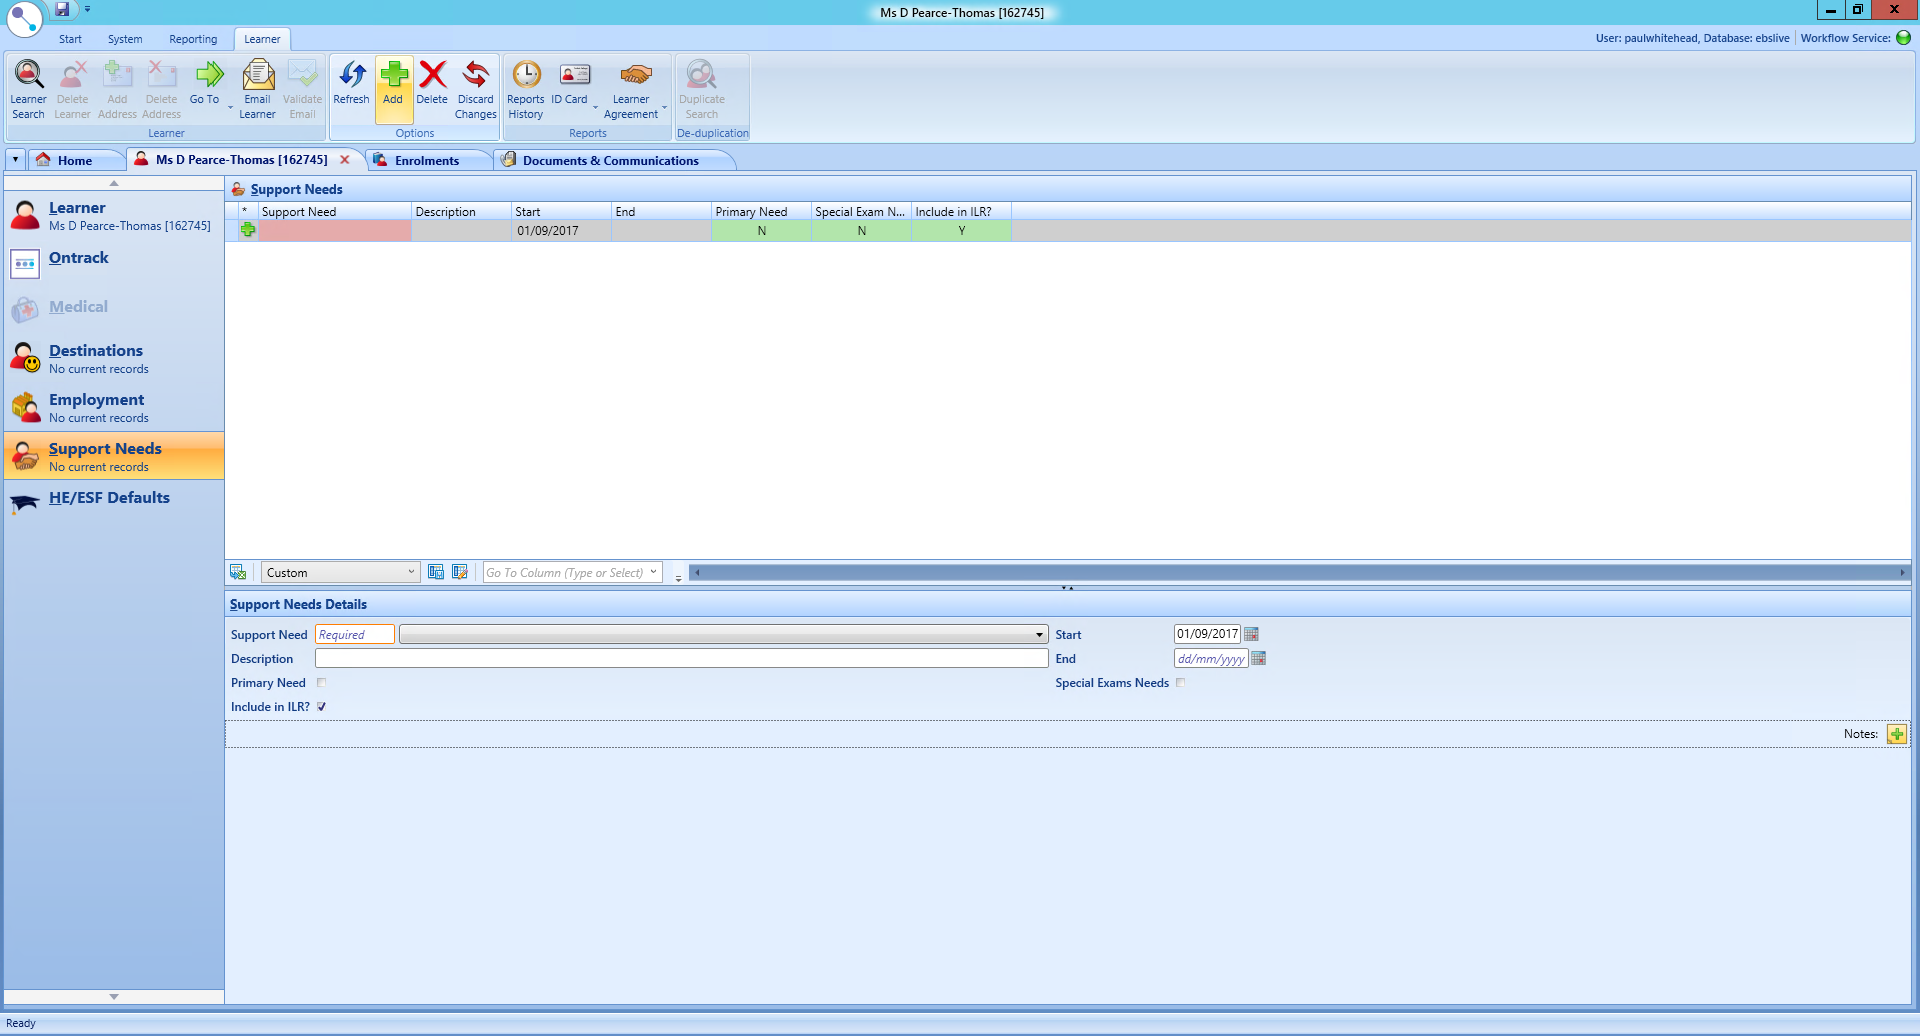 Ms D Pearce-Thomas [162745]
Start System Reporting Learner
User: paulwhitehead, Database: ebslive Workflow Service:
Learner Search
Delete Learner
Add Address
Delete Address
Go To
Email Learner
Validate Email
Refresh
Add
Delete
Discard Changes
Reports History
ID Card
Learner Agreement
Duplicate Search
Learner Options Reports De-duplication
Home Ms D Pearce-Thomas [162745] Enrolments Documents & Communications
Learner
Ms D Pearce-Thomas [162745]
Ontrack
Medical
Destinations
No current records
Employment
No current records
Support Needs
No current records
HE/ESF Defaults
Support Needs
* Support Need Description Start End Primary Need Special Exam N... Include in ILR?
01/09/2017 N N Y
Custom Go To Column (Type or Select)
Support Needs Details
Support Need Required Start 01/09/2017
Description End dd/mm/yyyy
Primary Need Special Exams Needs
Include in ILR?
Notes:
Ready